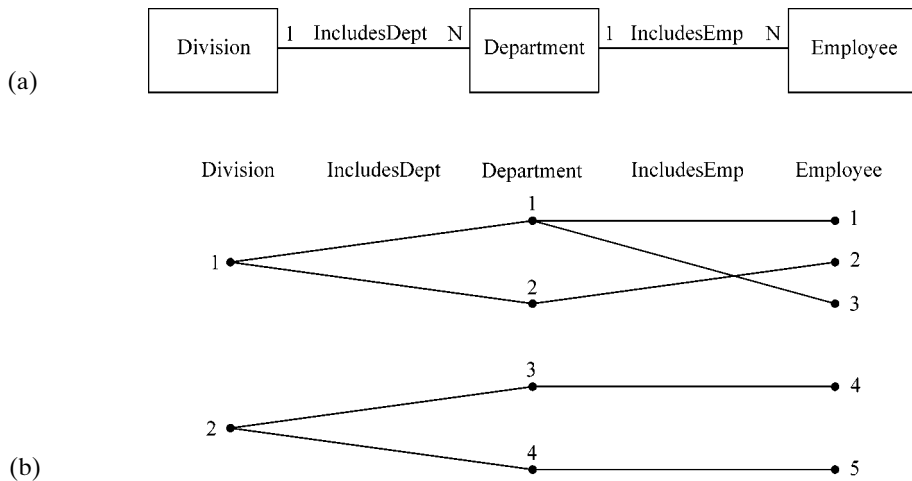 1 IncludesDept N 1 IncludesEmp N
Division Department Employee
(a)
Division IncludesDept Department IncludesEmp Employee
1 1
1 2
2 3
3 4
2
4 5
(b)